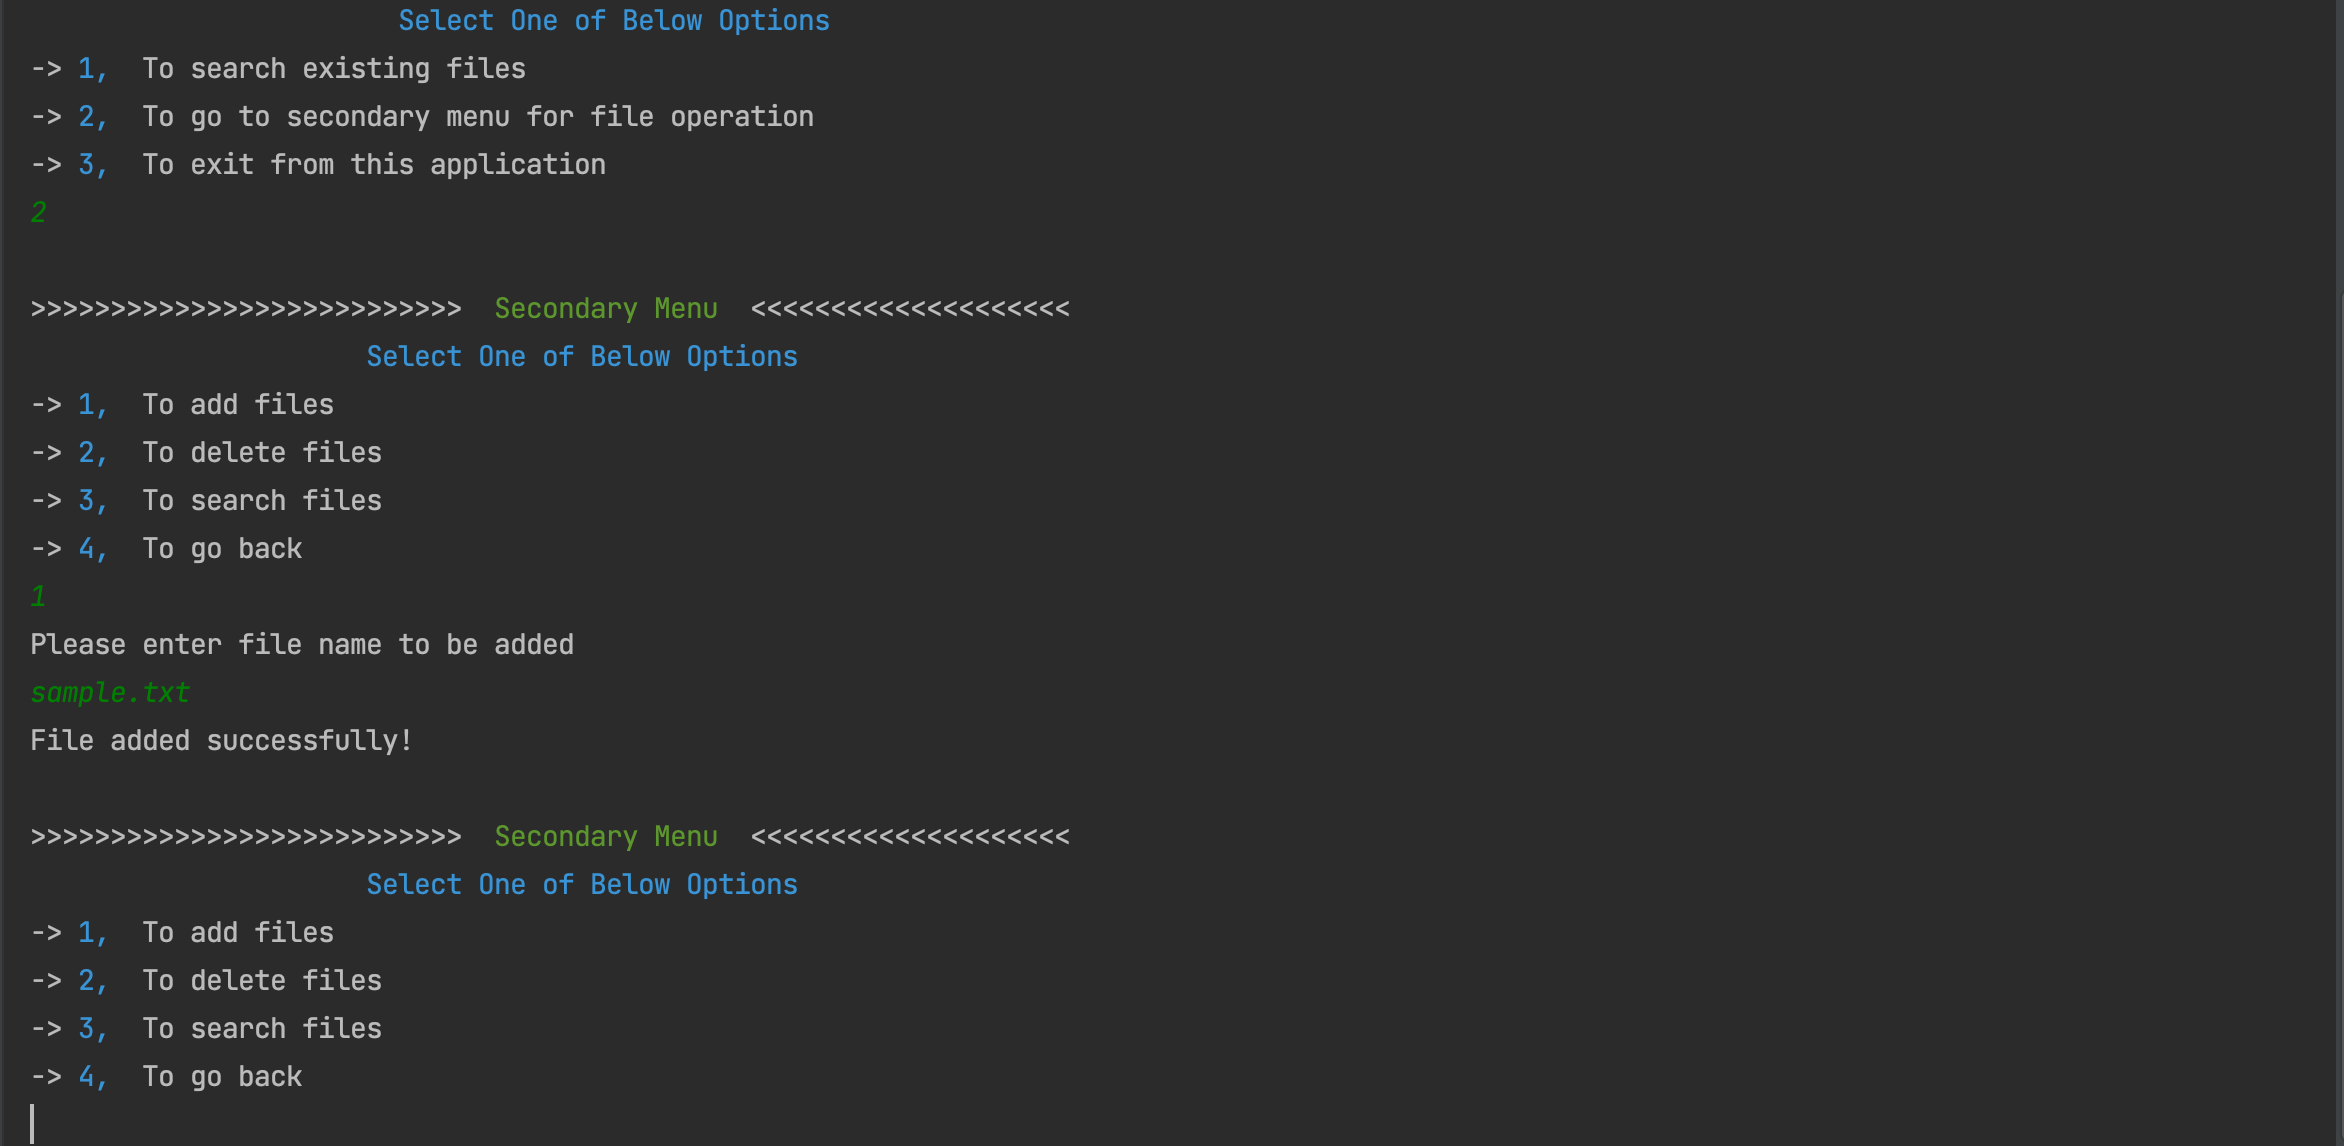 Select One of Below Options
-> 1,  To search existing files
-> 2,  To go to secondary menu for file operation
-> 3,  To exit from this application
2
>>>>>>>>>>>>>>>>>>>>>>>>>>>  Secondary Menu  <<<<<<<<<<<<<<<<<<<<
Select One of Below Options
-> 1,  To add files
-> 2,  To delete files
-> 3,  To search files
-> 4,  To go back
1
Please enter file name to be added
sample.txt
File added successfully!
>>>>>>>>>>>>>>>>>>>>>>>>>>>  Secondary Menu  <<<<<<<<<<<<<<<<<<<<
Select One of Below Options
-> 1,  To add files
-> 2,  To delete files
-> 3,  To search files
-> 4,  To go back